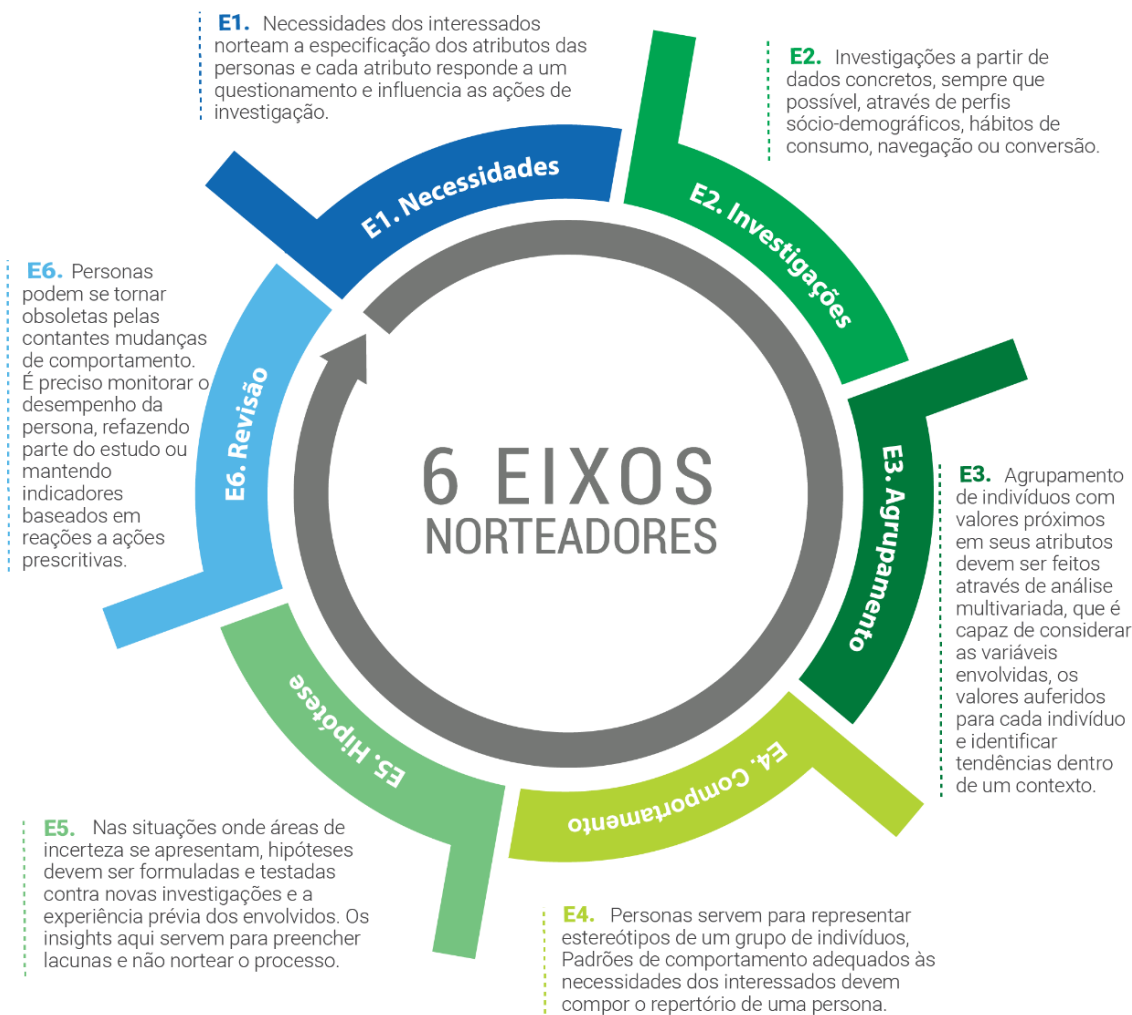 E1. Necessidades dos interessados
norteam a especificação dos atributos das
personas e cada atributo responde a um
questionamento e influencia as ações de
investigação.
E2. Investigações a partir de
dados concretos, sempre que
possível, através de perfis
sócio-demográficos, hábitos de
consumo, navegação ou conversão.
E1. Necessidades
E2. Investigações
E3. Agrupamento
E4. Comportamento
E5. Hipótese
E6. Revisão
6 EIXOS
NORTEADORES
E3. Agrupamento
de indivíduos com
valores próximos
em seus atributos
devem ser feitos
através de análise
multivariada, que é
capaz de considerar
as variáveis
envolvidas, os
valores auferidos
para cada indivíduo
e identificar
tendências dentro
de um contexto.
E4. Personas servem para representar
estereótipos de um grupo de indivíduos,
Padrões de comportamento adequados às
necessidades dos interessados devem
compor o repertório de uma persona.
E5. Nas situações onde áreas de
incerteza se apresentam, hipóteses
devem ser formuladas e testadas
contra novas investigações e a
experiência prévia dos envolvidos. Os
insights aqui servem para preencher
lacunas e não nortear o processo.
E6. Personas
podem se tornar
obsoletas pelas
contantes mudanças
de comportamento.
É preciso monitorar o
desempenho da
persona, refazendo
parte do estudo ou
mantendo
indicadores
baseados em
reações a ações
prescritivas.